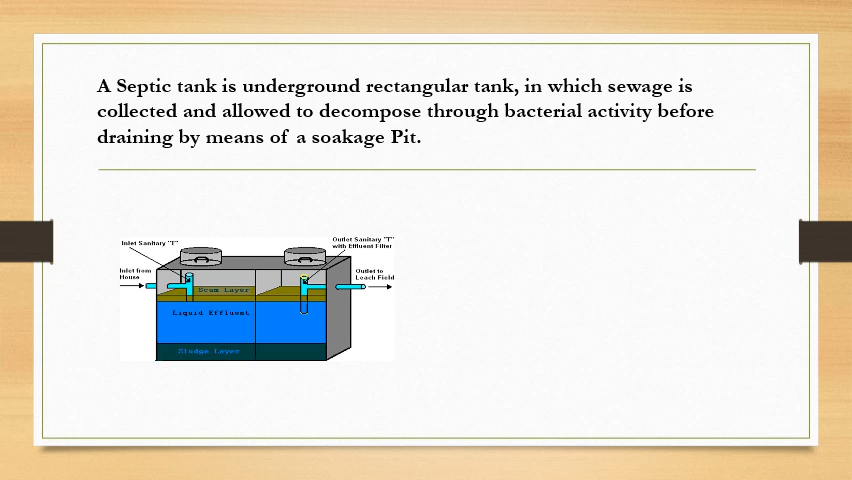 A Septic tank is underground rectangular tank, in which sewage is
collected and allowed to decompose through bacterial activity before
draining by means of a soakage Pit.
Inlet Sanitary "T"
Outlet Sanitary "T"
with Effluent Filter
Inlet from
House
Outlet to
Leach Field
Scum Layer
Liquid Effluent
Sludge Layer